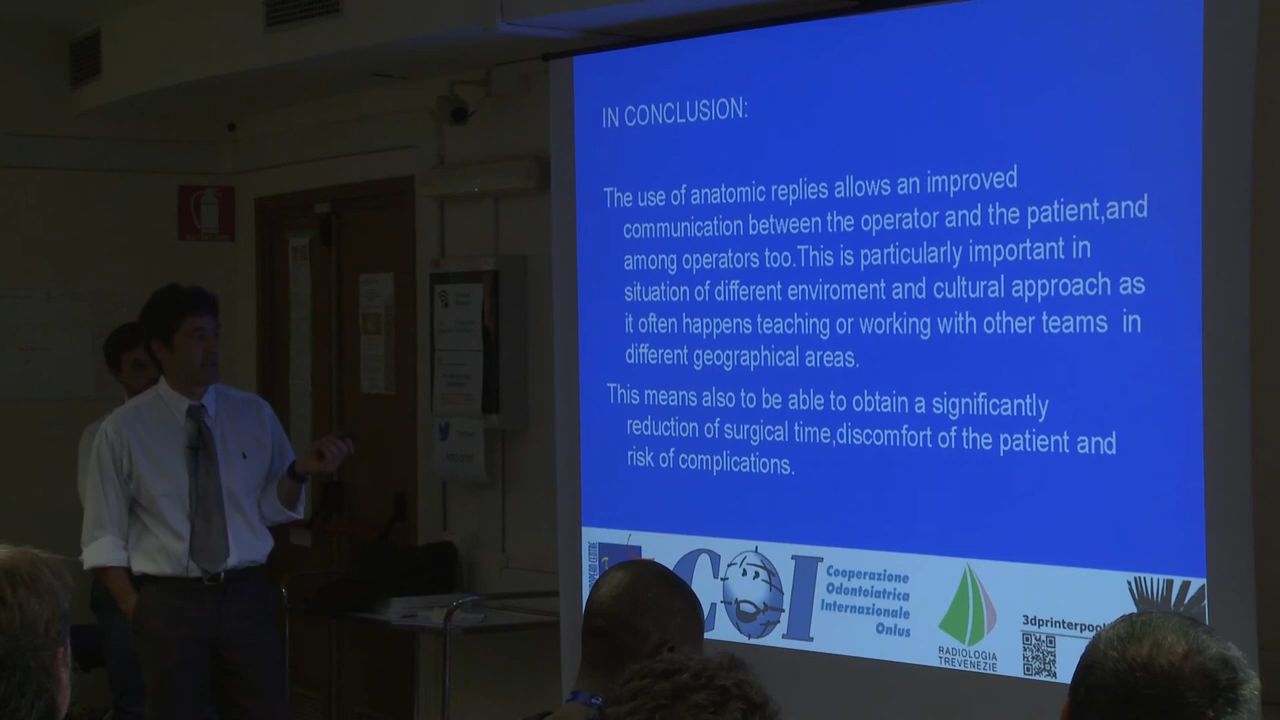 IN CONCLUSION:
The use of anatomic replies allows an improved
communication between the operator and the patient,and
among operators too.This is particularly important in
situation of different enviroment and cultural approach as
it often happens teaching or working with other teams in
different geographical areas.
This means also to be able to obtain a significantly
reduction of surgical time,discomfort of the patient and
risk of complications.
COI
Cooperazione
Odontoiatrica
Internazionale
Onlus
RADIOLOGIA
TREVENEZIE